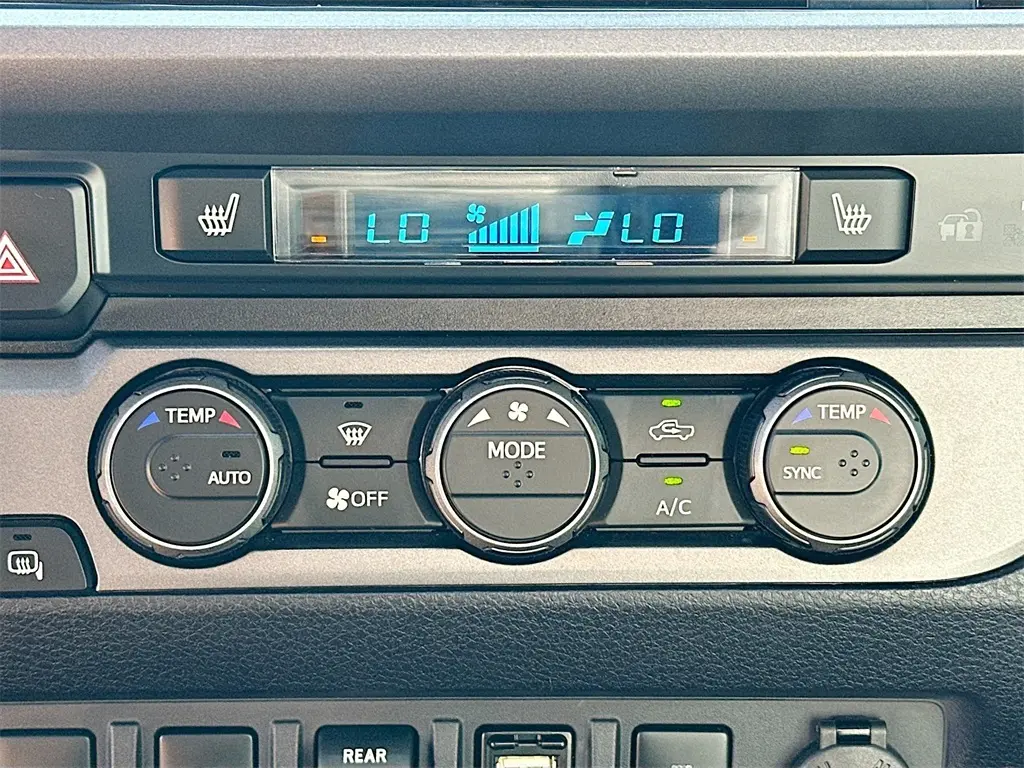 LO LO
TEMP
MODE
TEMP
AUTO
OFF
A/C
SYNC
REAR